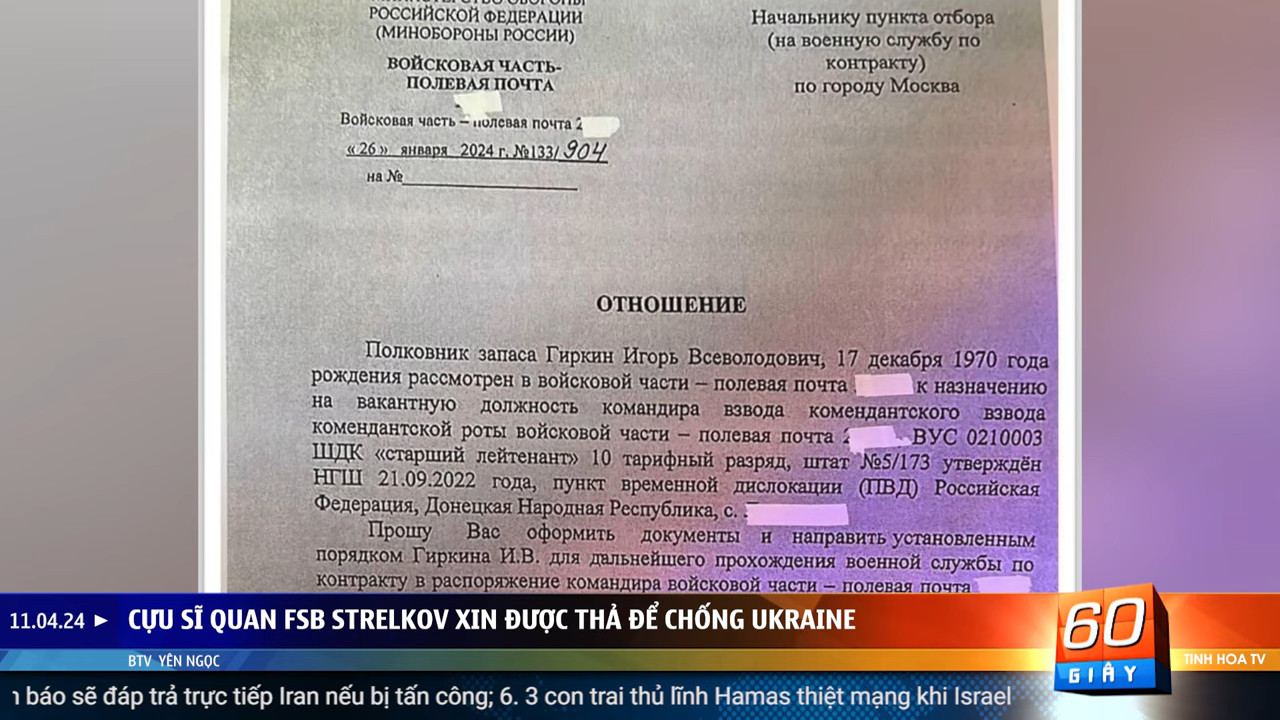 МИНИСТЕРСТВО ОБОРОНЫ
РОССИЙСКОЙ ФЕДЕРАЦИИ
(МИНОБОРОНЫ РОССИИ)
ВОЙСКОВАЯ ЧАСТЬ-
ПОЛЕВАЯ ПОЧТА
Войсковая часть – полевая почта 2
« 26 » января 2024 г. №133/904
на №
Начальнику пункта отбора
(на военную службу по
контракту)
по городу Москва
ОТНОШЕНИЕ
Полковник запаса Гиркин Игорь Всеволодович, 17 декабря 1970 года
рождения рассмотрен в войсковой части – полевая почта к назначению
на вакантную должность командира взвода комендантского взвода
комендантской роты войсковой части – полевая почта 2 ВУС 0210003
ШДК «старший лейтенант» 10 тарифный разряд, штат №5/173 утверждён
НГШ 21.09.2022 года, пункт временной дислокации (ПВД) Российская
Федерация, Донецкая Народная Республика, с.
Прошу Вас оформить документы и направить установленным
порядком Гиркина И.В. для дальнейшего прохождения военной службы по
контракту в распоряжение командира войсковой части – полевая почта
11.04.24 ► CỰU SĨ QUAN FSB STRELKOV XIN ĐƯỢC THẢ ĐỂ CHỐNG UKRAINE
BTV YÊN NGỌC
60
GIÂY
TINH HOA TV
báo sẽ đáp trả trực tiếp Iran nếu bị tấn công; 6. 3 con trai thủ lĩnh Hamas thiệt mạng khi Israel